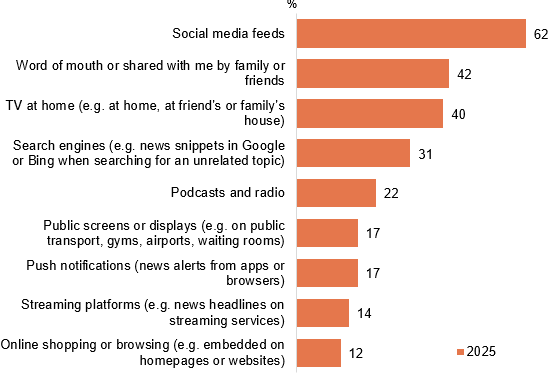 %
Social media feeds
62
Word of mouth or shared with me by family or
friends
42
TV at home (e.g. at home, at friend's or family's
house)
40
Search engines (e.g. news snippets in Google
or Bing when searching for an unrelated topic)
31
Podcasts and radio
22
Public screens or displays (e.g. on public
transport, gyms, airports, waiting rooms)
17
Push notifications (news alerts from apps or
browsers)
17
Streaming platforms (e.g. news headlines on
streaming services)
14
Online shopping or browsing (e.g. embedded on
homepages or websites)
12
2025